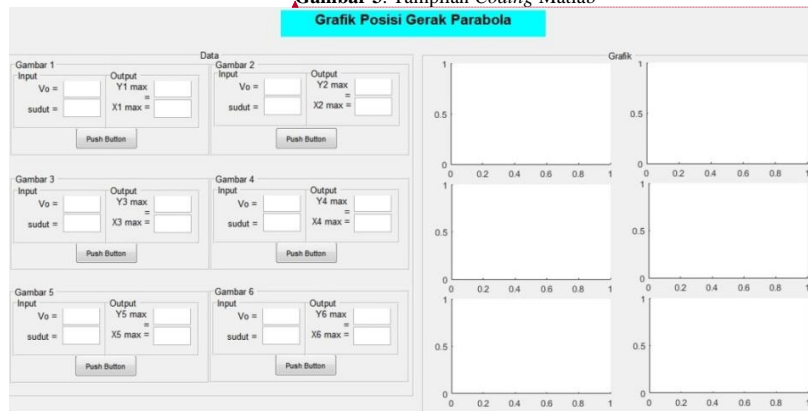 Gambar 3. Tampilan Coding Matlab
Grafik Posisi Gerak Parabola
Data
Gambar 1
Input
Vo =
sudut =
Output
Y1 max
=
X1 max =
Push Button
Gambar 2
Input
Vo =
sudut =
Output
Y2 max
=
X2 max =
Push Button
Gambar 3
Input
Vo =
sudut =
Output
Y3 max
=
X3 max =
Push Button
Gambar 4
Input
Vo =
sudut =
Output
Y4 max
=
X4 max =
Push Button
Gambar 5
Input
Vo =
sudut =
Output
Y5 max
=
X5 max =
Push Button
Gambar 6
Input
Vo =
sudut =
Output
Y6 max
=
X6 max =
Push Button
Grafik
1
0.5
0
0 0.2 0.4 0.6 0.8 1
1
0.5
0
0 0.2 0.4 0.6 0.8 1
1
0.5
0
0 0.2 0.4 0.6 0.8 1
1
0.5
0
0 0.2 0.4 0.6 0.8 1
1
0.5
0
0 0.2 0.4 0.6 0.8 1
1
0.5
0
0 0.2 0.4 0.6 0.8 1